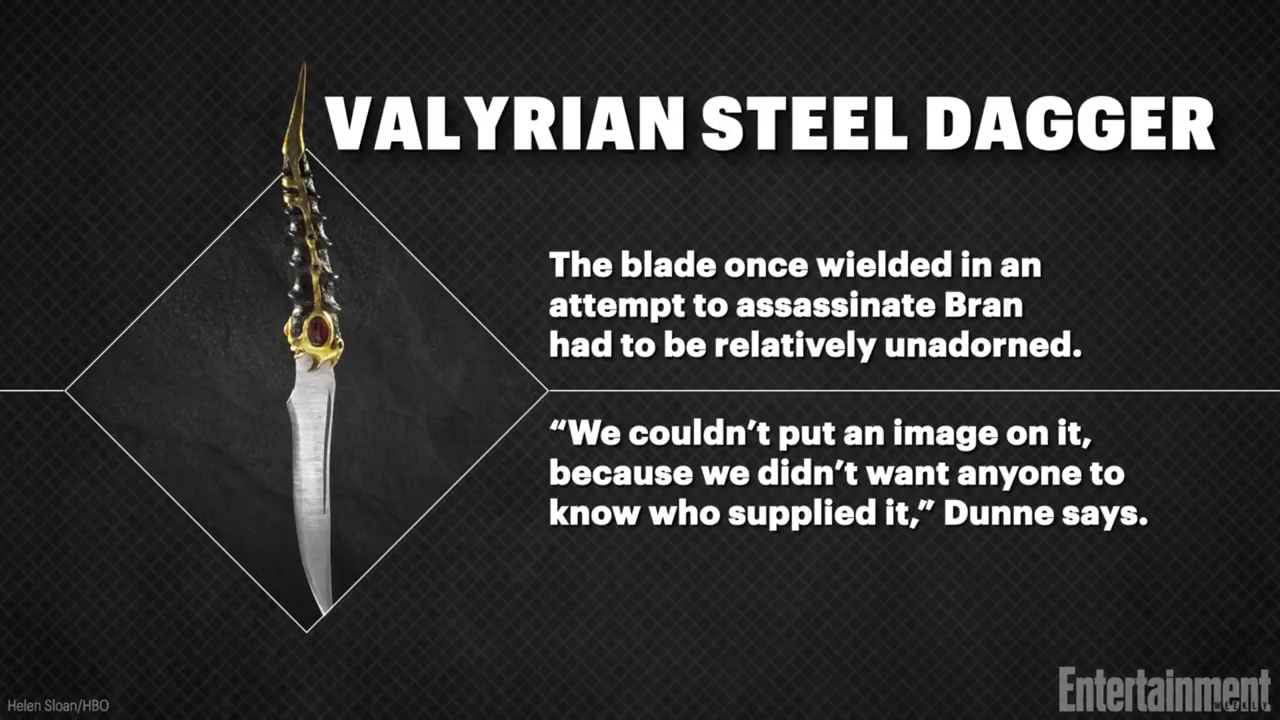 VALYRIAN STEEL DAGGER
The blade once wielded in an
attempt to assassinate Bran
had to be relatively unadorned.
“We couldn’t put an image on it,
because we didn’t want anyone to
know who supplied it,” Dunne says.
Helen Sloan/HBO
Entertainment
WEEKLY